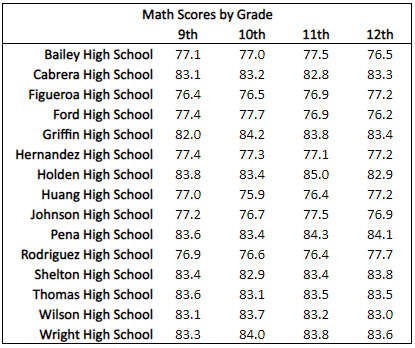 Math Scores by Grade
9th 10th 11th 12th
Bailey High School 77.1 77.0 77.5 76.5
Cabrera High School 83.1 83.2 82.8 83.3
Figueroa High School 76.4 76.5 76.9 77.2
Ford High School 77.4 77.7 76.9 76.2
Griffin High School 82.0 84.2 83.8 83.4
Hernandez High School 77.4 77.3 77.1 77.2
Holden High School 83.8 83.4 85.0 82.9
Huang High School 77.0 75.9 76.4 77.2
Johnson High School 77.2 76.7 77.5 76.9
Pena High School 83.6 83.4 84.3 84.1
Rodriguez High School 76.9 76.6 76.4 77.7
Shelton High School 83.4 82.9 83.4 83.8
Thomas High School 83.6 83.1 83.5 83.5
Wilson High School 83.1 83.7 83.2 83.0
Wright High School 83.3 84.0 83.8 83.6